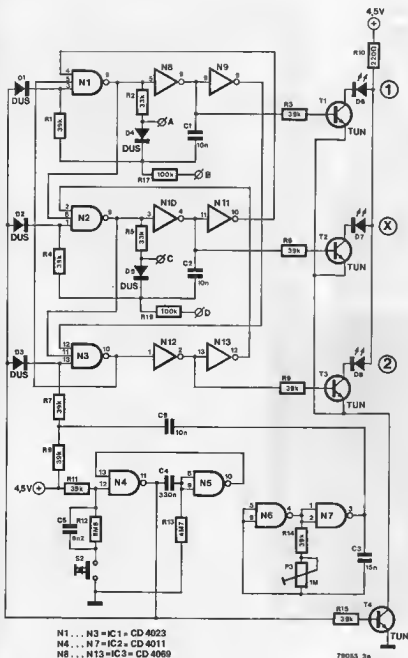 4,5V
R10
220Ω
D1
DUS
N1
N8
N9
R2
33k
A
D4
DUS
C1
10n
R1
39k
R17
100k
B
R3
39k
T1
TUN
D6
1
D2
DUS
N2
N10
N11
R5
33k
C
D5
DUS
C2
10n
R4
39k
R18
100k
D
R6
39k
T2
TUN
D7
X
D3
DUS
N3
N12
N13
R9
39k
T3
TUN
D8
2
R7
39k
C6
10n
R8
39k
4,5V
R11
39k
N4
C4
330n
N5
C5
8n2
R12
S2
R13
4M7
N6
N7
R14
39k
P3
1M
C3
15n
R15
39k
T4
TUN
N1 ... N3 = IC1 = CD 4023
N4 ... N7 = IC2 = CD 4011
N8 ... N13 = IC3 = CD 4069
79053 3a